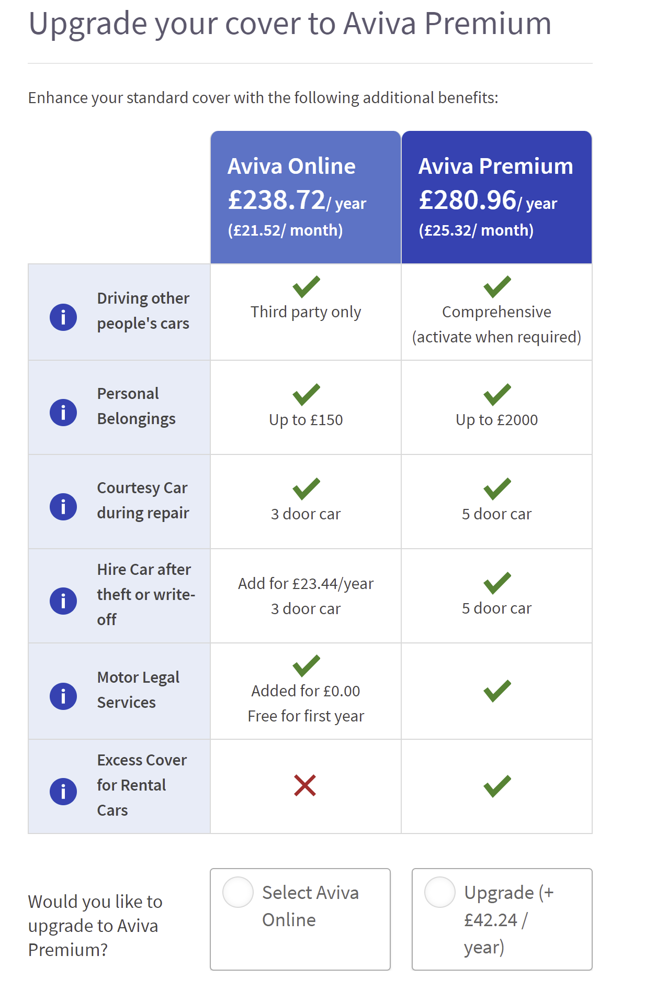 Upgrade your cover to Aviva Premium
Enhance your standard cover with the following additional benefits:
Aviva Online
£238.72/ year
(£21.52/ month)
Aviva Premium
£280.96/ year
(£25.32/ month)
i
Driving other
people's cars
Third party only
Comprehensive
(activate when required)
i
Personal
Belongings
Up to £150
Up to £2000
i
Courtesy Car
during repair
3 door car
5 door car
i
Hire Car after
theft or write-
off
Add for £23.44/year
3 door car
5 door car
i
Motor Legal
Services
Added for £0.00
Free for first year
i
Excess Cover
for Rental
Cars
Would you like to
upgrade to Aviva
Premium?
Select Aviva
Online
Upgrade (+
£42.24 /
year)